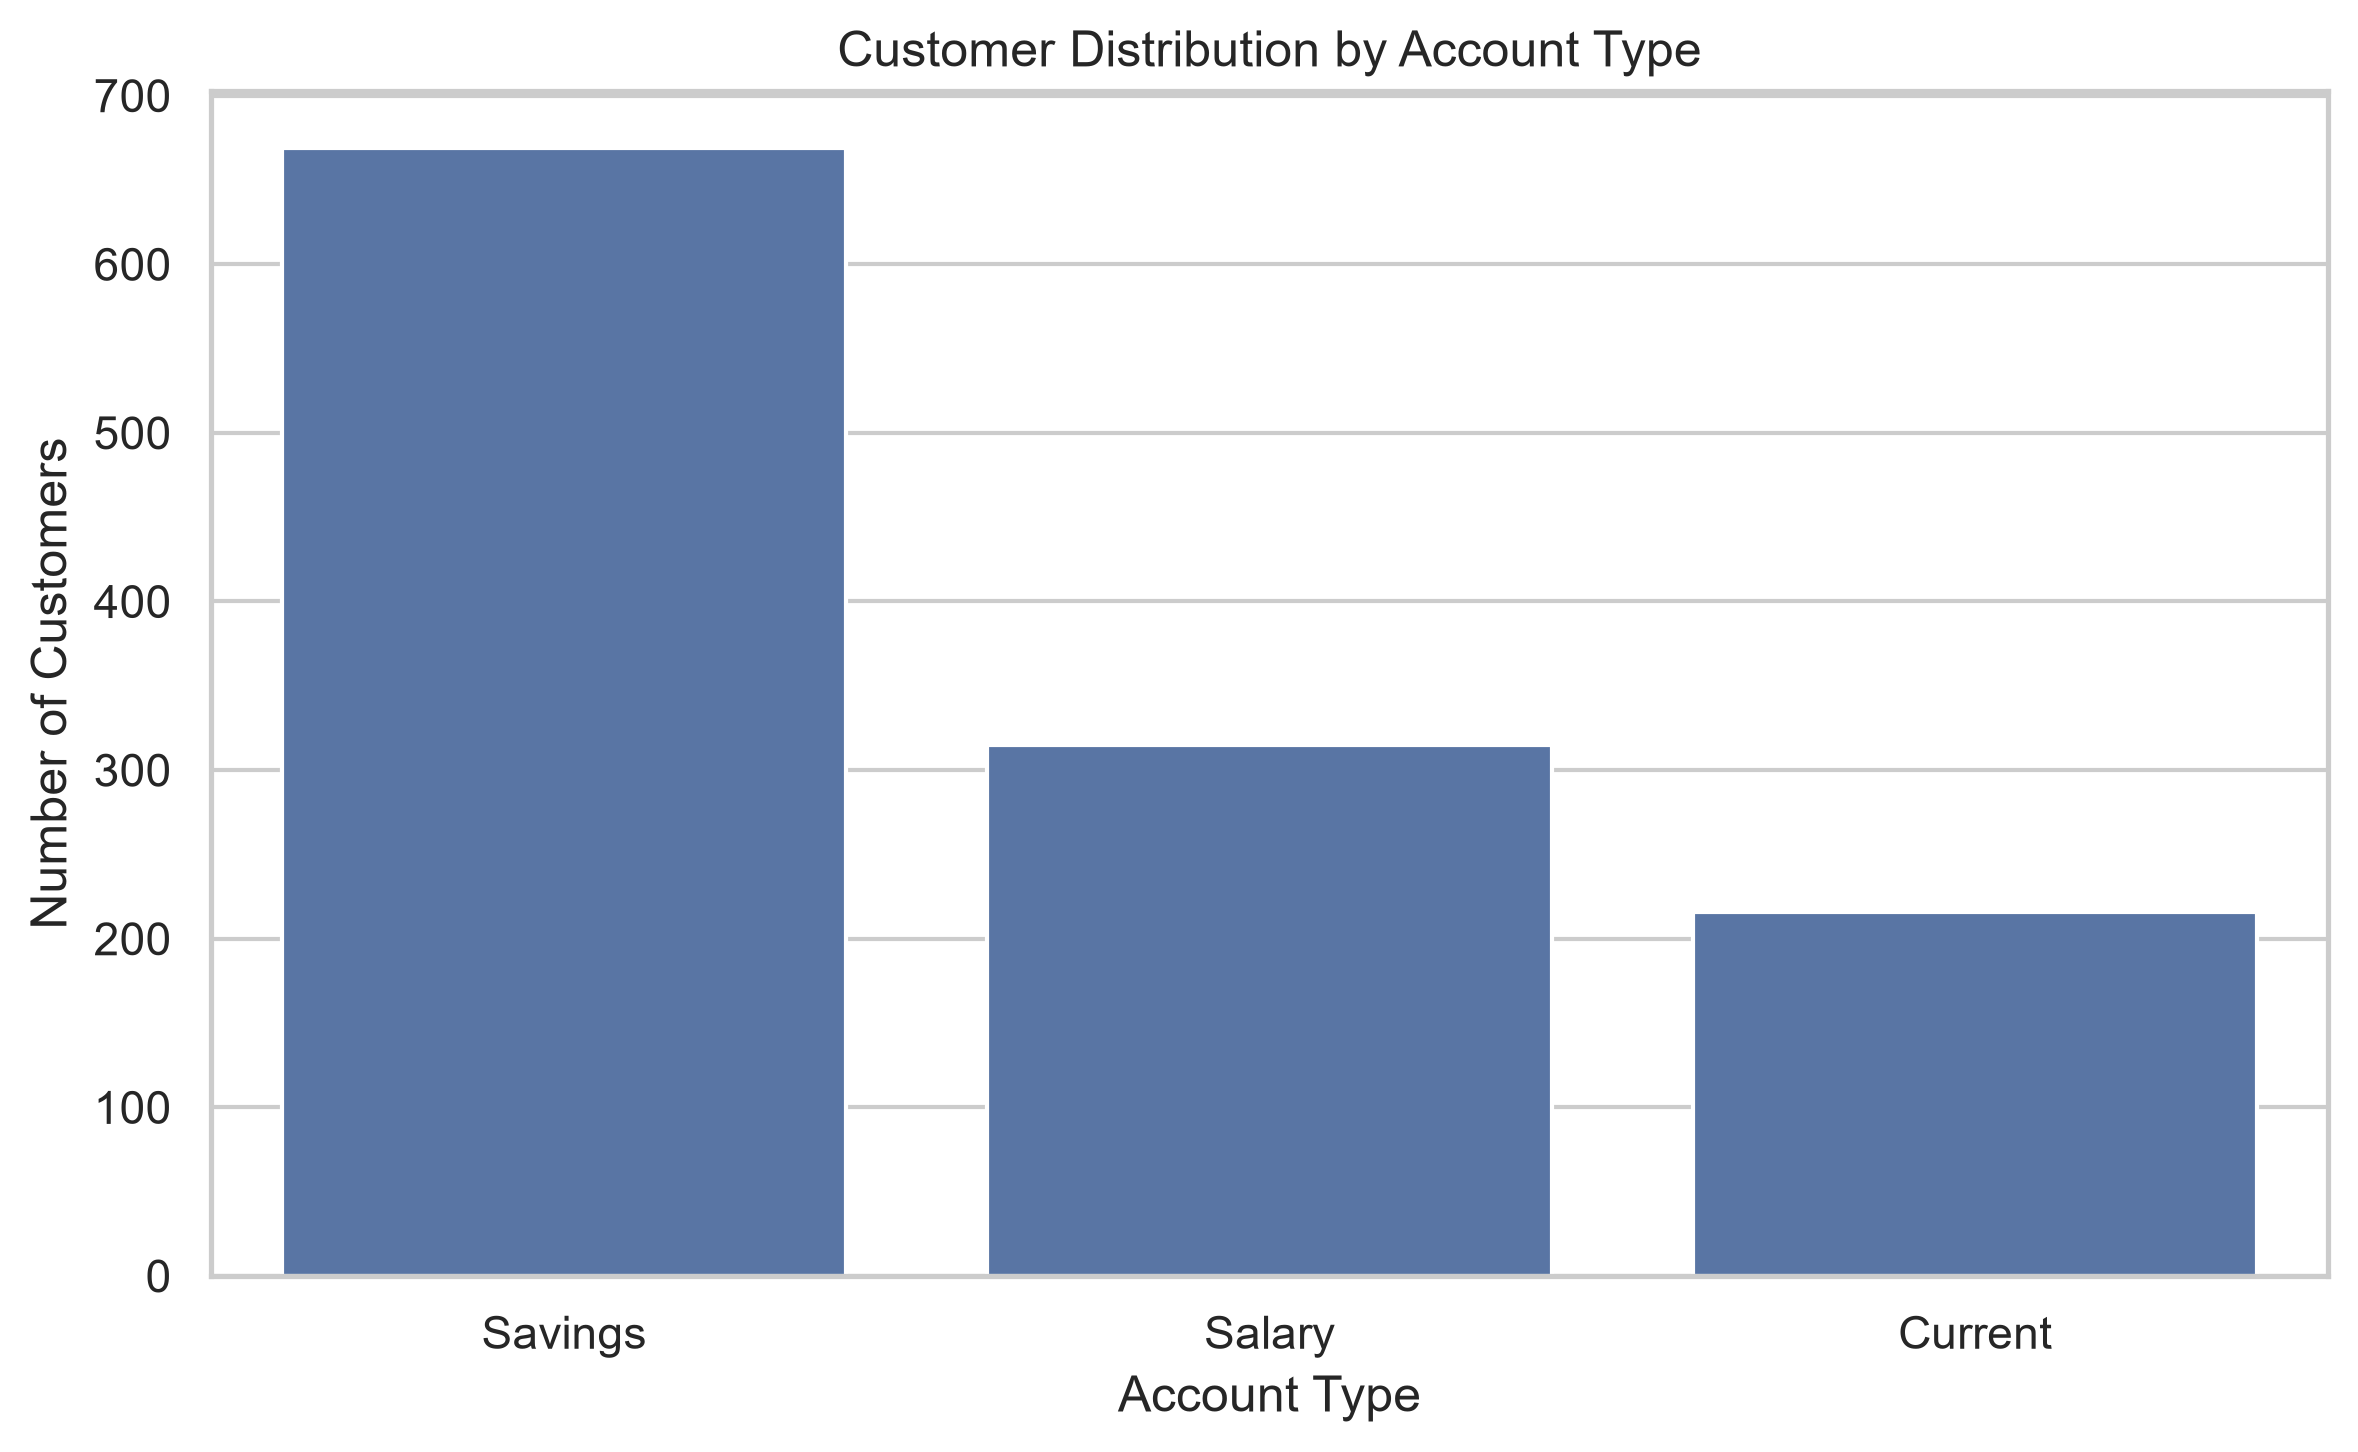 Customer Distribution by Account Type
700
600
500
400
300
200
100
0
Number of Customers
Savings Salary Current
Account Type